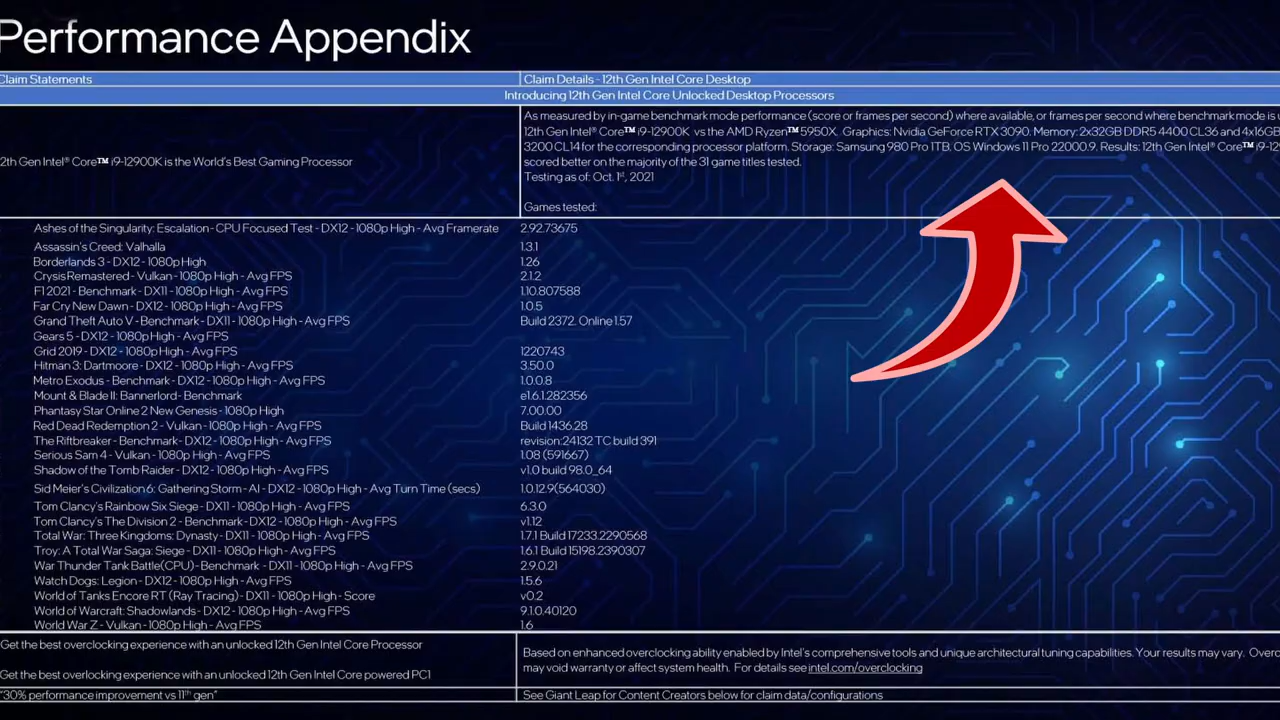 Performance Appendix
Claim Statements
Claim Details - 12th Gen Intel Core Desktop
Introducing 12th Gen Intel Core Unlocked Desktop Processors
2th Gen Intel® Core™ i9-12900K is the World's Best Gaming Processor
As measured by in-game benchmark mode performance (score or frames per second) where available, or frames per second where benchmark mode is u
12th Gen Intel® Core™ i9-12900K vs the AMD Ryzen™ 5950X. Graphics: Nvidia GeForce RTX 3090. Memory: 2x32GB DDR5 4400 CL36 and 4x16GB
3200 CL14 for the corresponding processor platform. Storage: Samsung 980 Pro 1TB. OS Windows 11 Pro 22000.9. Results: 12th Gen Intel® Core™ i9-12
scored better on the majority of the 31 game titles tested.
Testing as of: Oct. 1st, 2021
Games tested:
Ashes of the Singularity: Escalation - CPU Focused Test - DX12 - 1080p High - Avg Framerate 2.92.73675
Assassin's Creed: Valhalla 1.3.1
Borderlands 3 - DX12 - 1080p High 1.26
Crysis Remastered - Vulkan - 1080p High - Avg FPS 2.1.2
F1 2021 - Benchmark - DX11 - 1080p High - Avg FPS 1.10.807588
Far Cry New Dawn - DX12 - 1080p High - Avg FPS 1.0.5
Grand Theft Auto V - Benchmark - DX11 - 1080p High - Avg FPS Build 2372. Online 1.57
Gears 5 - DX12 - 1080p High - Avg FPS
Grid 2019 - DX12 - 1080p High - Avg FPS 1220743
Hitman 3: Dartmoore - DX12 - 1080p High - Avg FPS 3.50.0
Metro Exodus - Benchmark - DX12 - 1080p High - Avg FPS 1.0.0.8
Mount & Blade II: Bannerlord - Benchmark e1.6.1.282356
Phantasy Star Online 2 New Genesis - 1080p High 7.00.00
Red Dead Redemption 2 - Vulkan - 1080p High - Avg FPS Build 1436.28
The Riftbreaker - Benchmark- DX12 - 1080p High - Avg FPS revision:24132 TC build 391
Serious Sam 4 - Vulkan - 1080p High - Avg FPS 1.08 (591667)
Shadow of the Tomb Raider - DX12 - 1080p High - Avg FPS v1.0 build 98.0_64
Sid Meier's Civilization 6: Gathering Storm - AI - DX12 - 1080p High - Avg Turn Time (secs) 1.0.12.9(564030)
Tom Clancy's Rainbow Six Siege - DX11 - 1080p High - Avg FPS 6.3.0
Tom Clancy's The Division 2 - Benchmark - DX12 - 1080p High - Avg FPS v1.12
Total War: Three Kingdoms: Dynasty - DX11 - 1080p High - Avg FPS 1.7.1 Build 17233.2290568
Troy: A Total War Saga: Siege - DX11 - 1080p High - Avg FPS 1.6.1 Build 15198.2390307
War Thunder Tank Battle(CPU) - Benchmark - DX11 - 1080p High - Avg FPS 2.9.0.21
Watch Dogs: Legion - DX12 - 1080p High - Avg FPS 1.5.6
World of Tanks Encore RT (Ray Tracing) - DX11 - 1080p High - Score v0.2
World of Warcraft: Shadowlands - DX12 - 1080p High - Avg FPS 9.1.0.40120
World War Z - Vulkan - 1080p High - Avg FPS 1.6
Get the best overclocking experience with an unlocked 12th Gen Intel Core Processor
Get the best overclocking experience with an unlocked 12th Gen Intel Core powered PC1
Based on enhanced overclocking ability enabled by Intel's comprehensive tools and unique architectural tuning capabilities. Your results may vary. Overc
may void warranty or affect system health. For details see intel.com/overclocking
"30% performance improvement vs 11th gen"
See Giant Leap for Content Creators below for claim data/configurations